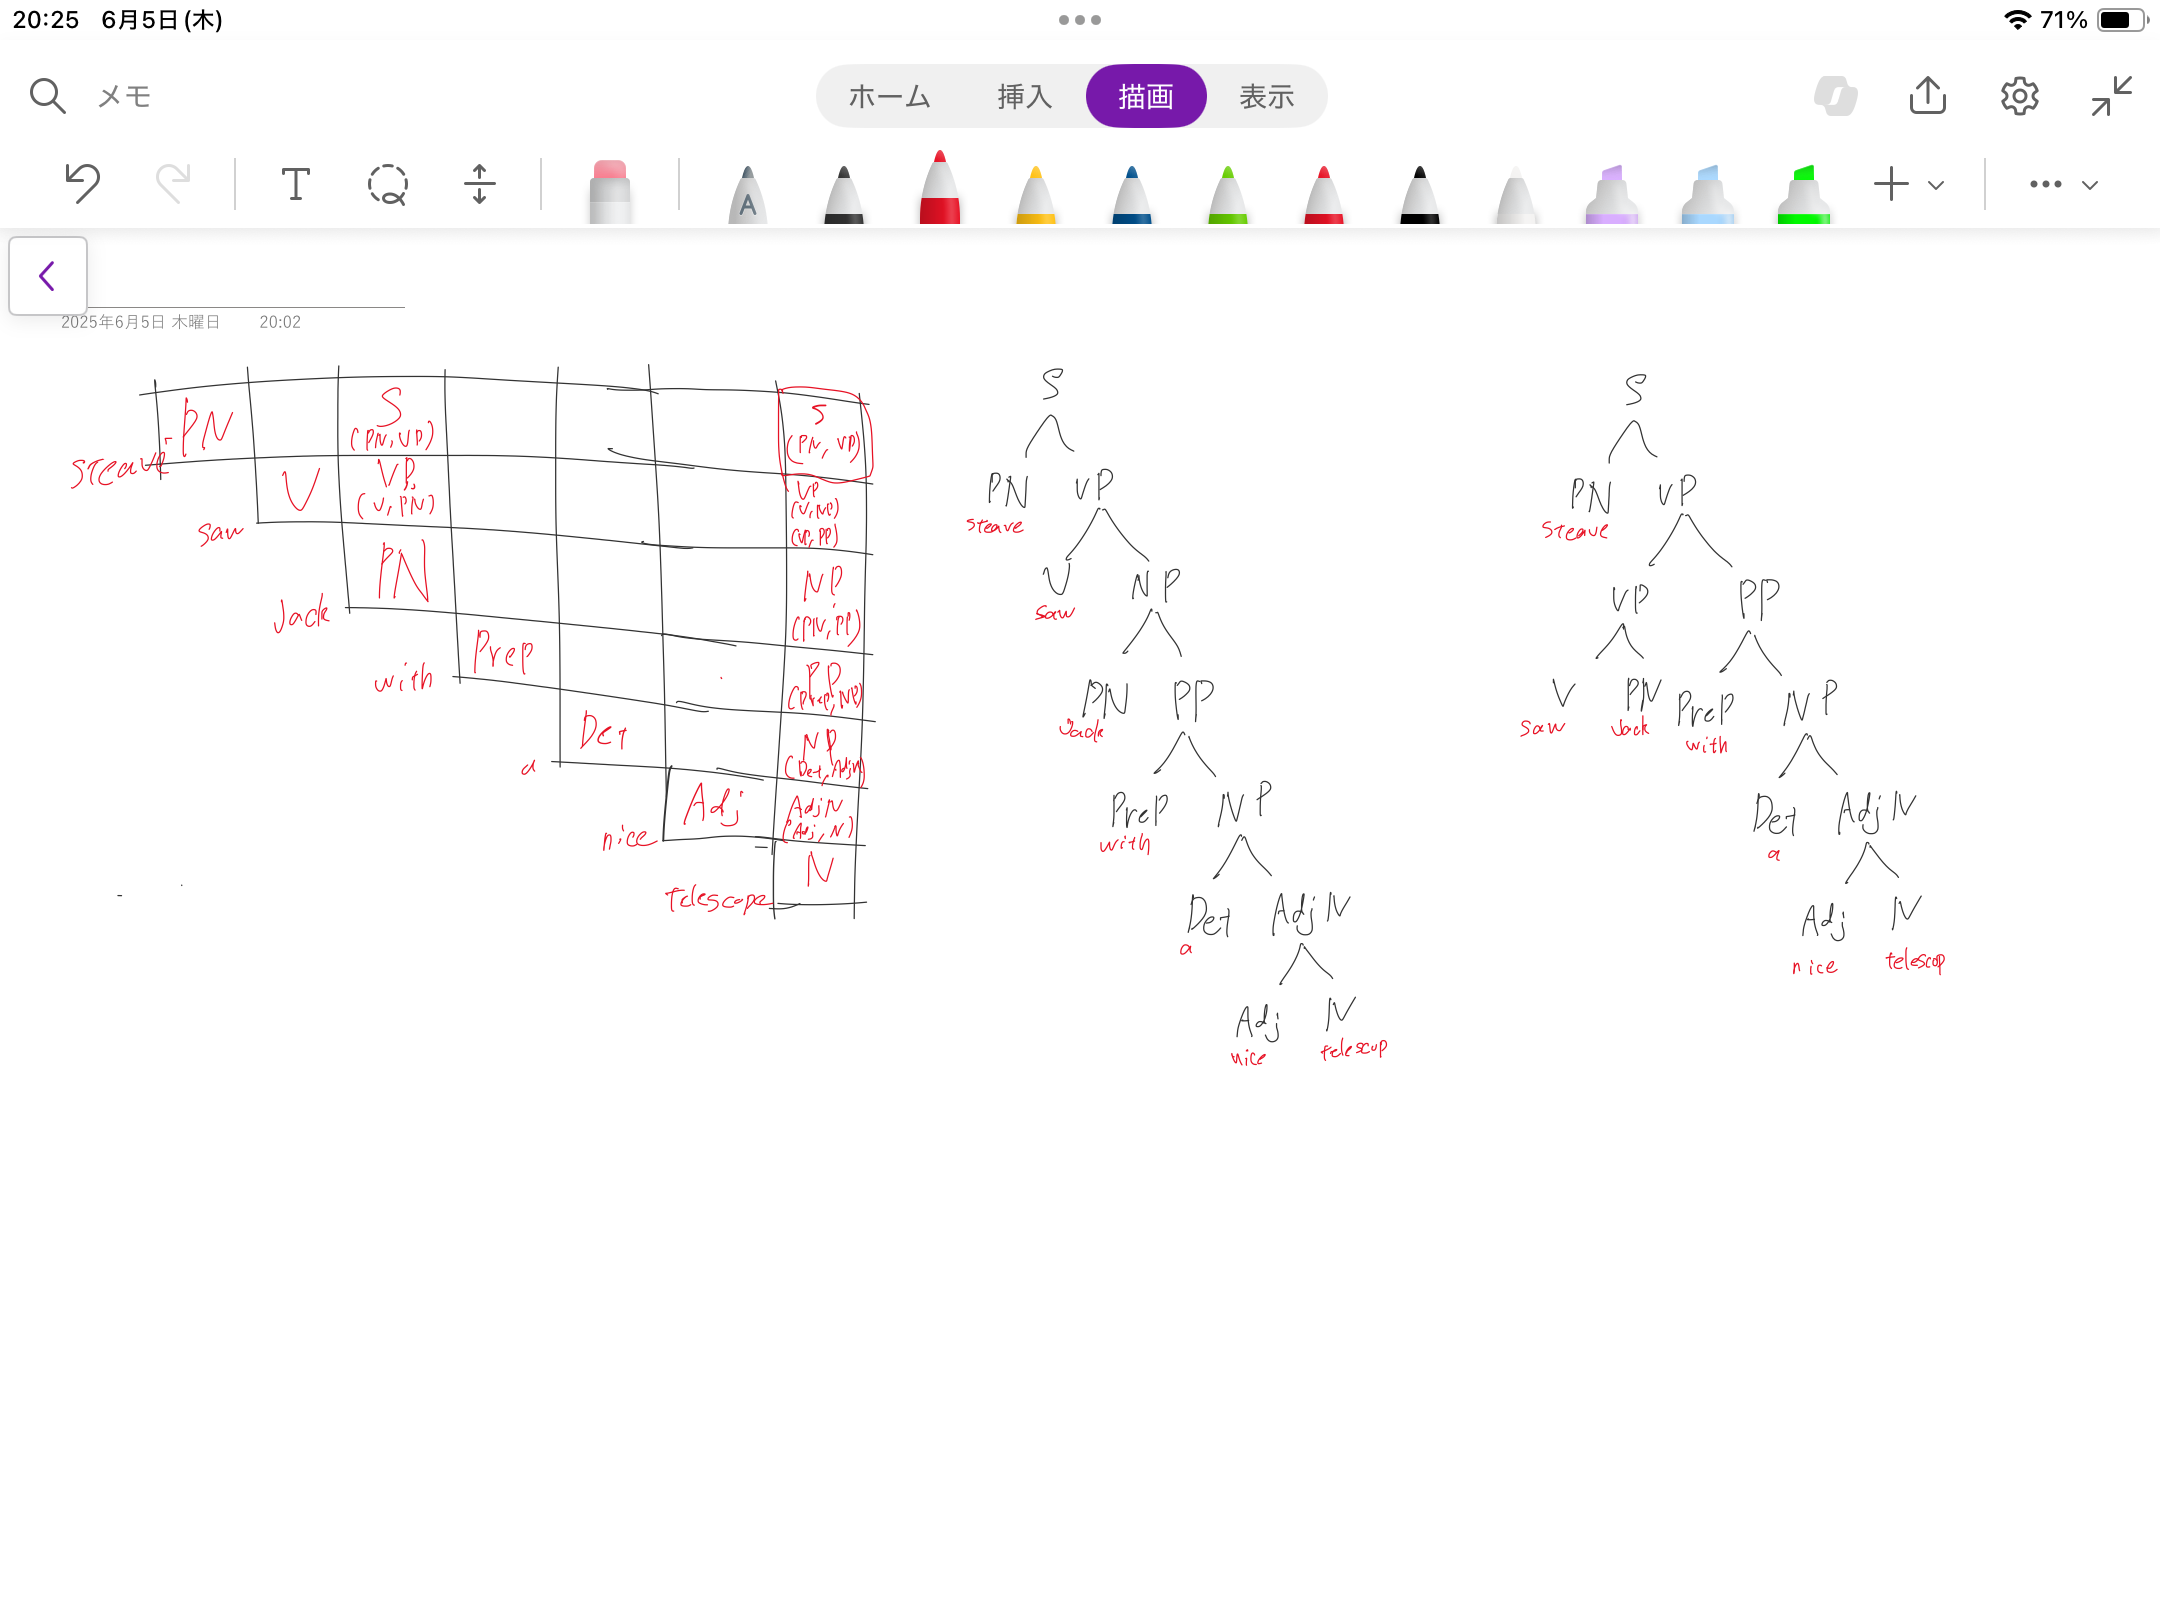 20:25 6月5日(木)
71%
メモ
ホーム 挿入 描画 表示
T
A
2025年6月5日 木曜日 20:02
PN
S
(PN, VP)
S
(PN, VP)
steave
V
VP
(V, PN)
VP
(V, NP)
(VP, PP)
saw
PN
NP
(PN, PP)
Jack
Prep
PP
(Prep, NP)
with
Det
NP
(Det, AdjN)
a
Adj
AdjN
(Adj, N)
nice
N
telescope
S
PN VP
steave
V NP
saw
PN PP
Jack
Prep NP
with
Det AdjN
a
Adj N
nice telescop
S
PN VP
steave
VP PP
V PN Prep NP
saw Jack with
Det AdjN
a
Adj N
nice telescop